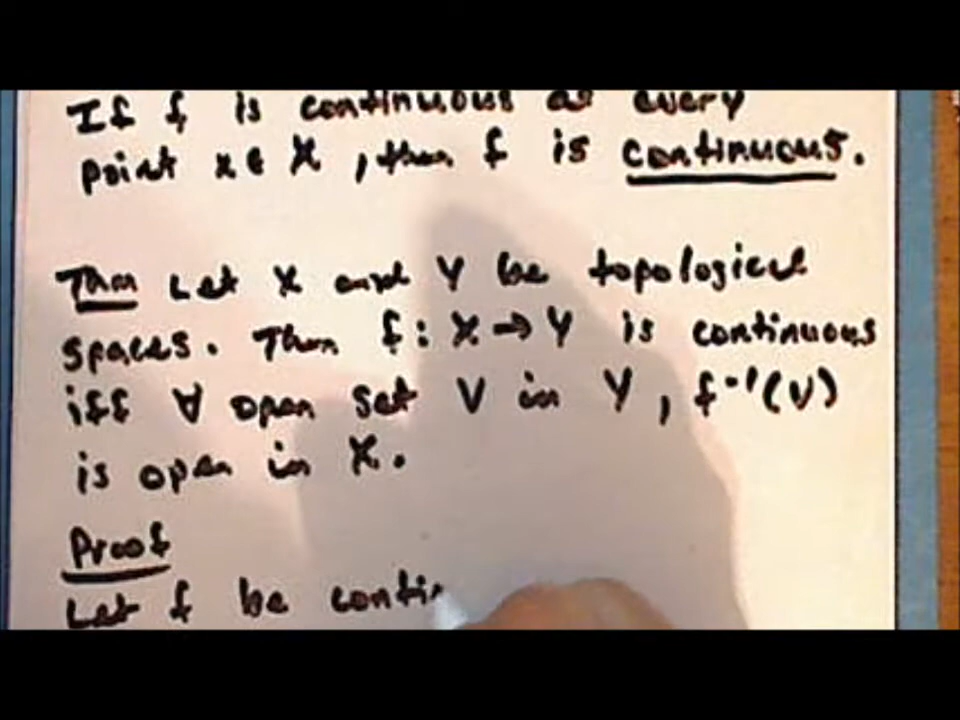 If f is continuous as every
point x ∈ X, then f is continuous.
Thm Let X and Y be topological
spaces. Then f: X → Y is continuous
iff ∀ open set V in Y, f⁻¹(V)
is open in X.
Proof
Let f be conti